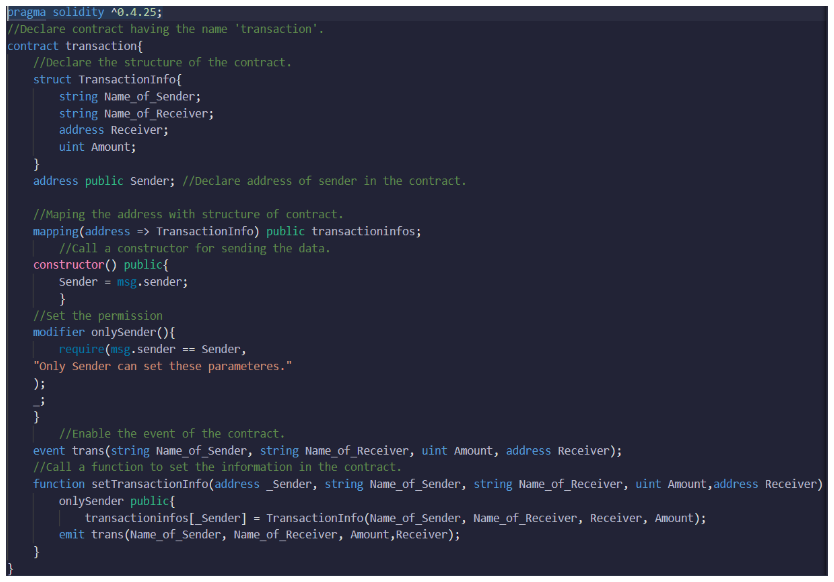 pragma solidity ^0.4.25;
//Declare contract having the name 'transaction'.
contract transaction{
//Declare the structure of the contract.
struct TransactionInfo{
string Name_of_Sender;
string Name_of_Receiver;
address Receiver;
uint Amount;
}
address public Sender; //Declare address of sender in the contract.
//Maping the address with structure of contract.
mapping(address => TransactionInfo) public transactioninfos;
//Call a constructor for sending the data.
constructor() public{
Sender = msg.sender;
}
//Set the permission
modifier onlySender(){
require(msg.sender == Sender,
"Only Sender can set these parameteres."
);
_;
}
//Enable the event of the contract.
event trans(string Name_of_Sender, string Name_of_Receiver, uint Amount, address Receiver);
//Call a function to set the information in the contract.
function setTransactionInfo(address _Sender, string Name_of_Sender, string Name_of_Receiver, uint Amount,address Receiver)
onlySender public{
transactioninfos[_Sender] = TransactionInfo(Name_of_Sender, Name_of_Receiver, Receiver, Amount);
emit trans(Name_of_Sender, Name_of_Receiver, Amount,Receiver);
}
}